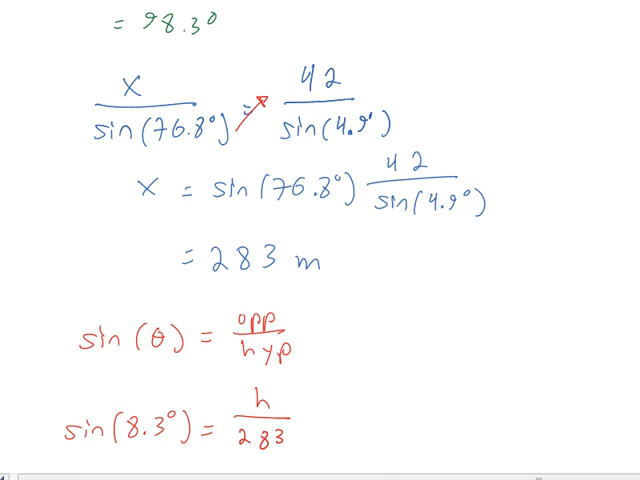 = 98.3°
x / sin(76.8°) = 42 / sin(4.9°)
x = sin(76.8°) 42 / sin(4.9°)
= 283 m
sin(θ) = opp / hyp
sin(8.3°) = h / 283